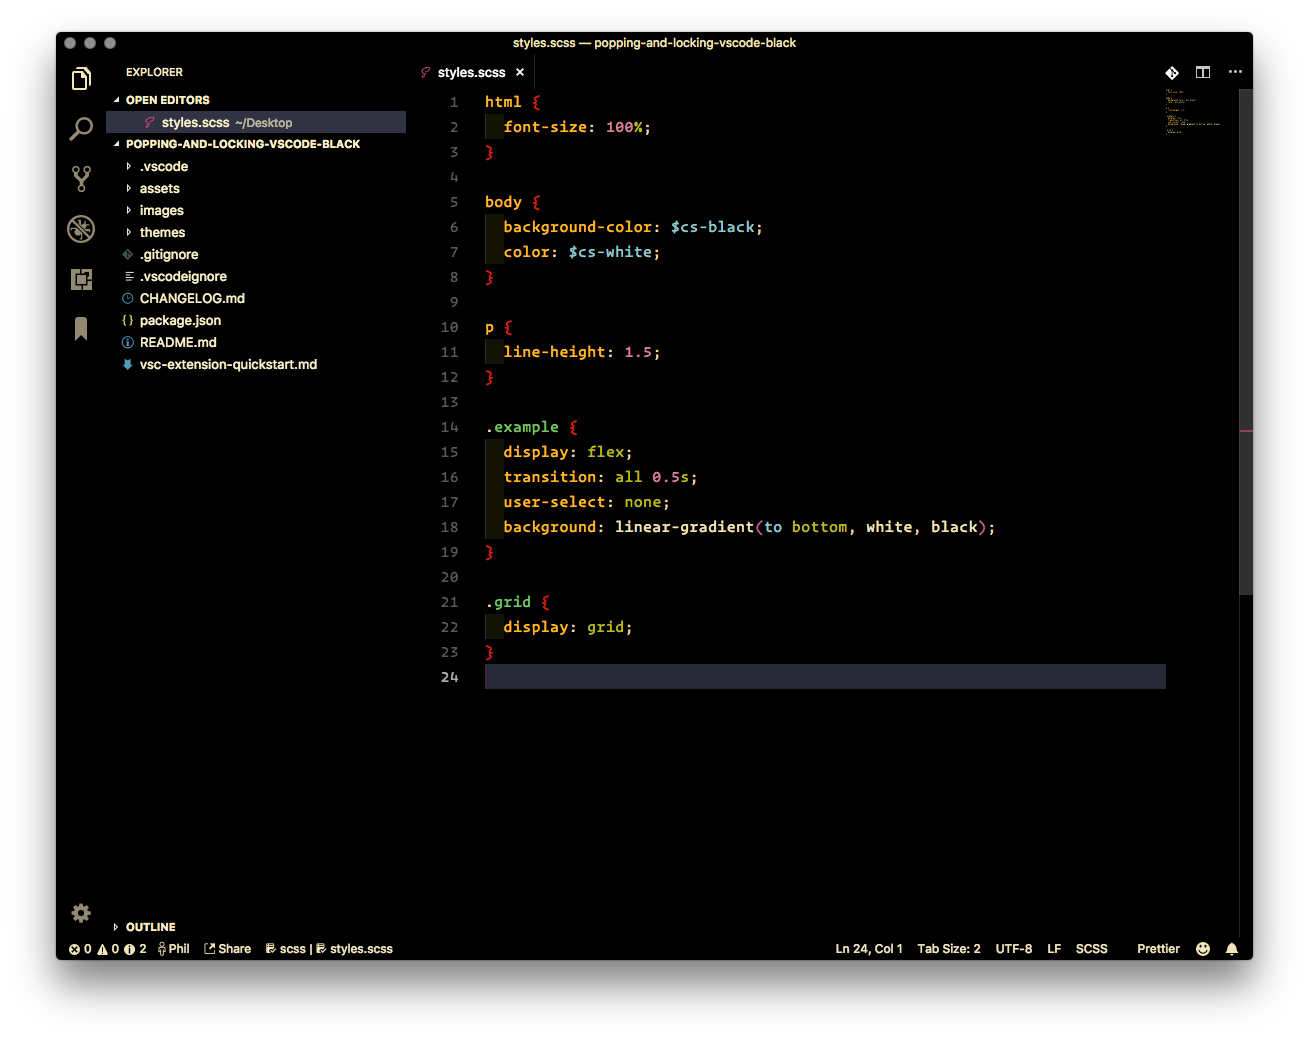 styles.scss — popping-and-locking-vscode-black
EXPLORER
OPEN EDITORS
styles.scss ~/Desktop
POPPING-AND-LOCKING-VSCODE-BLACK
.vscode
assets
images
themes
.gitignore
.vscodeignore
CHANGELOG.md
package.json
README.md
vsc-extension-quickstart.md
OUTLINE
styles.scss ×
1 html {
2 font-size: 100%;
3 }
4
5 body {
6 background-color: $cs-black;
7 color: $cs-white;
8 }
9
10 p {
11 line-height: 1.5;
12 }
13
14 .example {
15 display: flex;
16 transition: all 0.5s;
17 user-select: none;
18 background: linear-gradient(to bottom, white, black);
19 }
20
21 .grid {
22 display: grid;
23 }
24
0 0 2 Phil Share scss | styles.scss Ln 24, Col 1 Tab Size: 2 UTF-8 LF SCSS Prettier